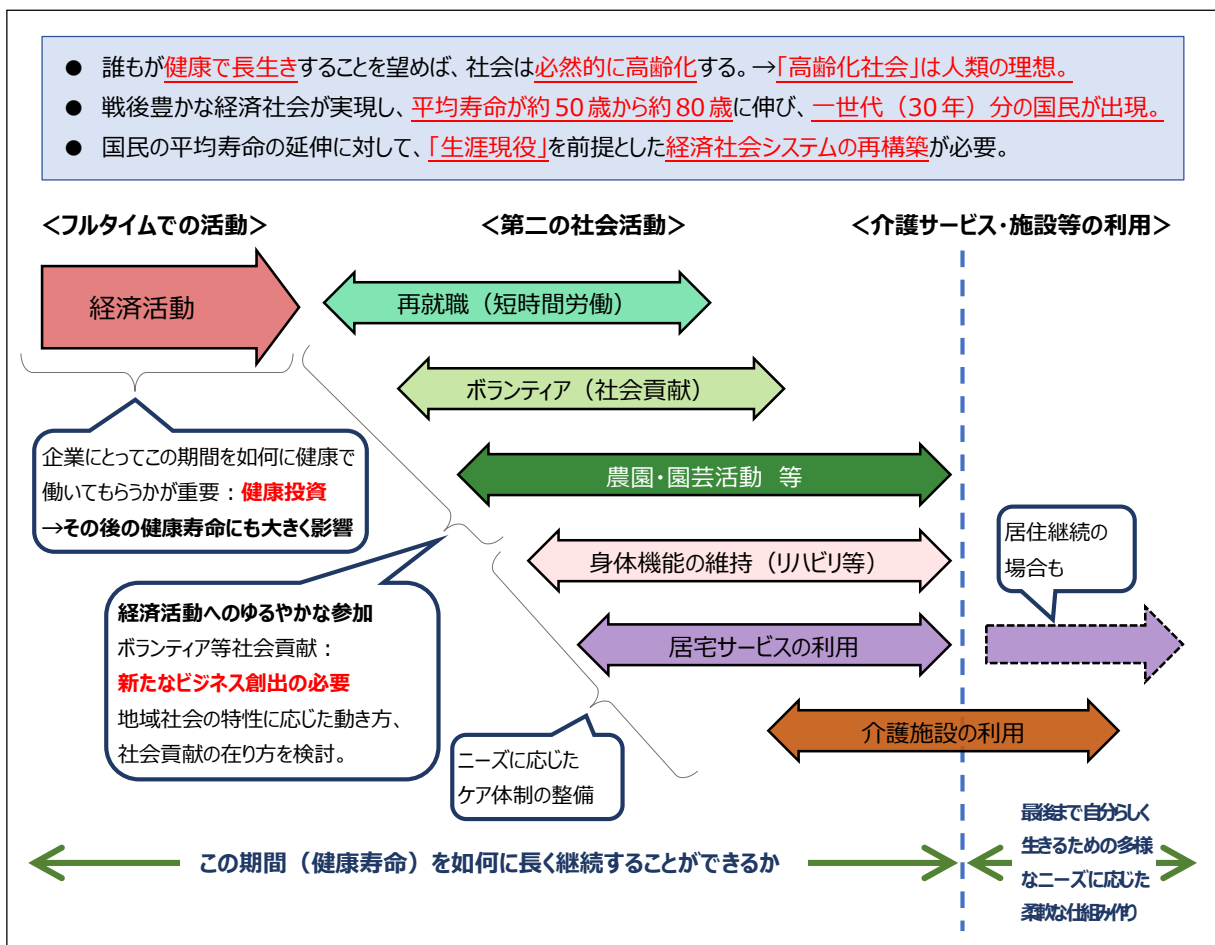 ● 誰もが健康で長生きすることを望めば、社会は必然的に高齢化する。→「高齢化社会」は人類の理想。
● 戦後豊かな経済社会が実現し、平均寿命が約50歳から約80歳に伸び、一世代（30年）分の国民が出現。
● 国民の平均寿命の延伸に対して、「生涯現役」を前提とした経済社会システムの再構築が必要。
＜フルタイムでの活動＞
＜第二の社会活動＞
＜介護サービス・施設等の利用＞
経済活動
再就職（短時間労働）
ボランティア（社会貢献）
企業にとってこの期間を如何に健康で
働いてもらうかが重要：健康投資
→その後の健康寿命にも大きく影響
農園・園芸活動 等
身体機能の維持（リハビリ等）
居住継続の
場合も
経済活動へのゆるやかな参加
ボランティア等社会貢献：
新たなビジネス創出の必要
地域社会の特性に応じた動き方、
社会貢献の在り方を検討。
居宅サービスの利用
介護施設の利用
ニーズに応じた
ケア体制の整備
この期間（健康寿命）を如何に長く継続することができるか
最後まで自分らしく
生きるための多様
なニーズに応じた
柔軟な仕組み作り